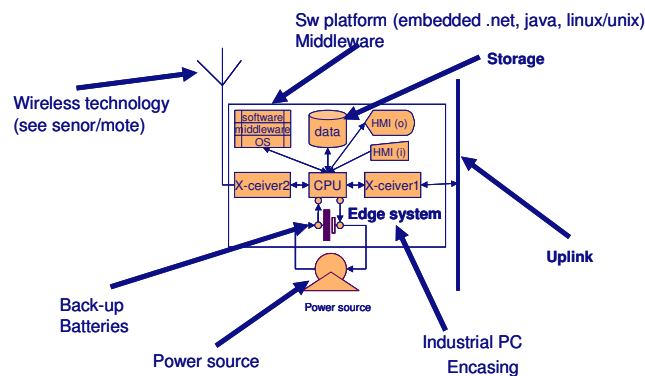 Sw platform (embedded .net, java, linux/unix)
Middleware
Storage
Wireless technology
(see senor/mote)
software
middleware
OS
data
HMI (o)
HMI (i)
X-ceiver2
CPU
X-ceiver1
Edge system
Uplink
Back-up
Batteries
Power source
Power source
Industrial PC
Encasing